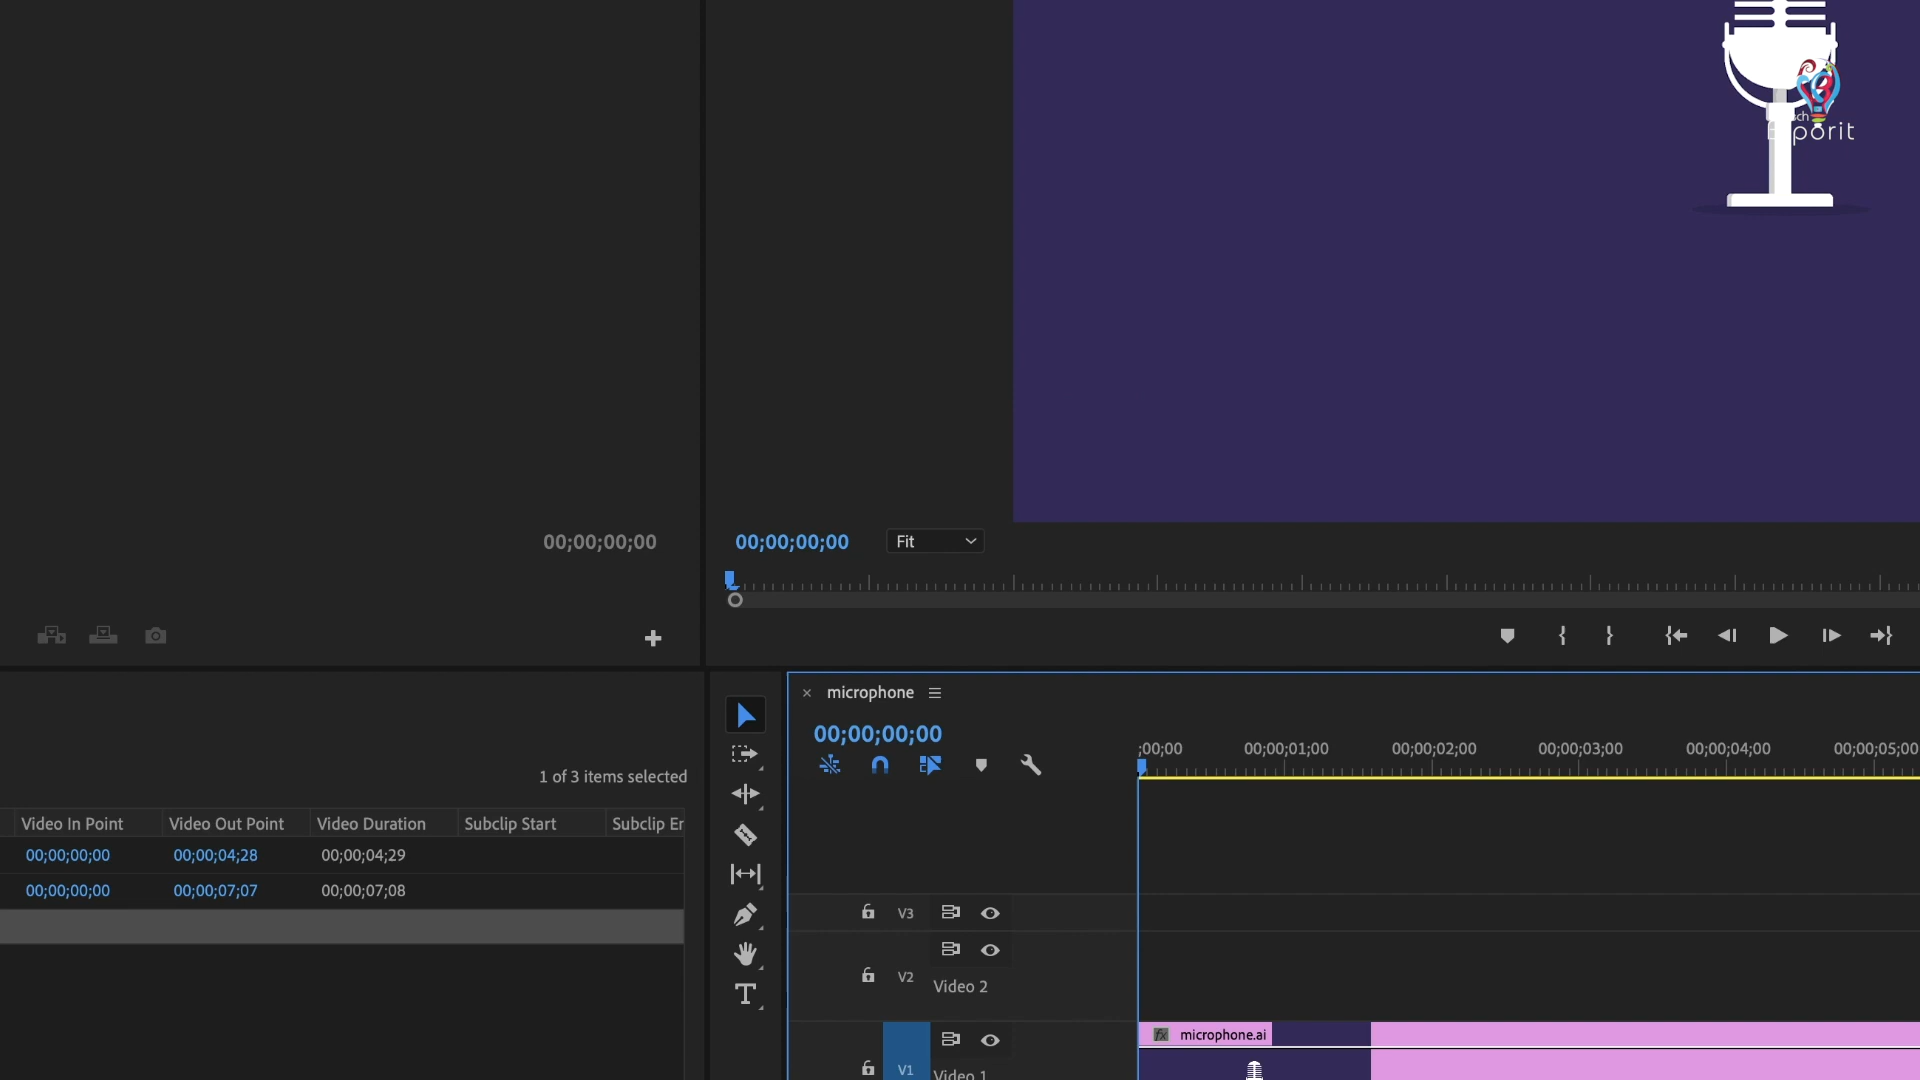 porit
00;00;00;00
00;00;00;00
Fit
microphone
00;00;00;00
;00;00
00;00;01;00
00;00;02;00
00;00;03;00
00;00;04;00
00;00;05;00
1 of 3 items selected
Video In Point
Video Out Point
Video Duration
Subclip Start
Subclip Er
00;00;00;00
00;00;04;28
00;00;04;29
00;00;00;00
00;00;07;07
00;00;07;08
V3
V2
Video 2
fx microphone.ai
V1
Video 1